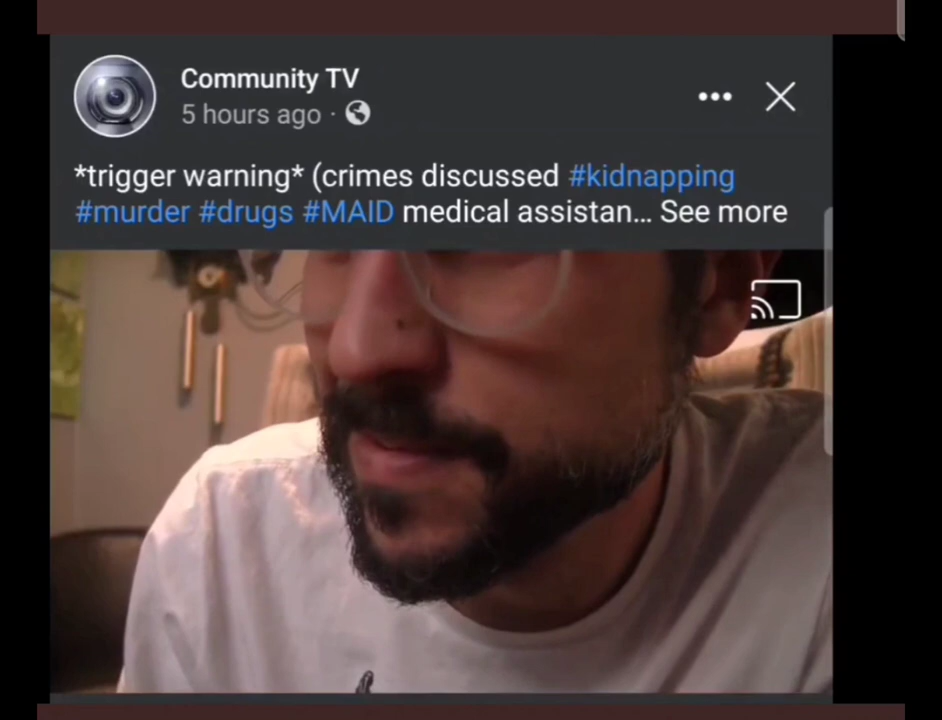 Community TV
5 hours ago ·
*trigger warning* (crimes discussed #kidnapping
#murder #drugs #MAID medical assistan... See more